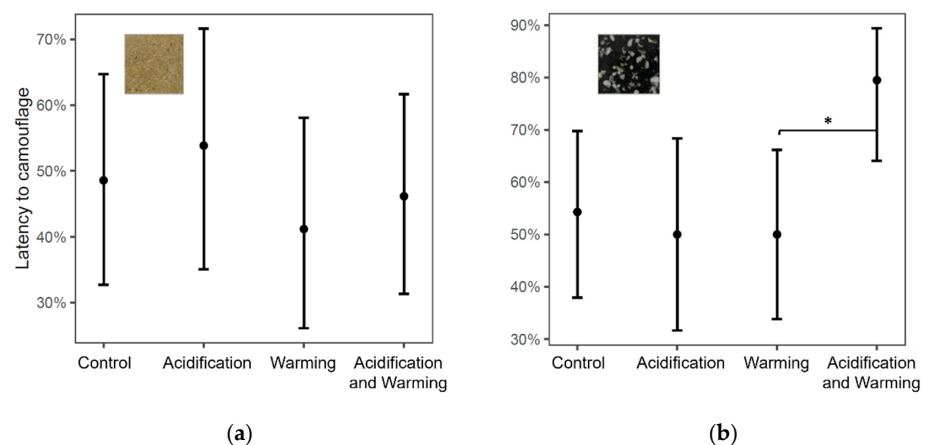 Latency to camouflage
70%
60%
50%
40%
30%
Control
Acidification
Warming
Acidification
and Warming
(a)
90%
80%
70%
60%
50%
40%
30%
*
Control
Acidification
Warming
Acidification
and Warming
(b)